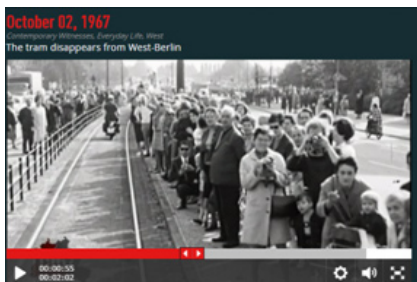 October 02, 1967
Contemporary Witnesses, Everyday Life, West
The tram disappears from West-Berlin
00:00:55
00:02:02